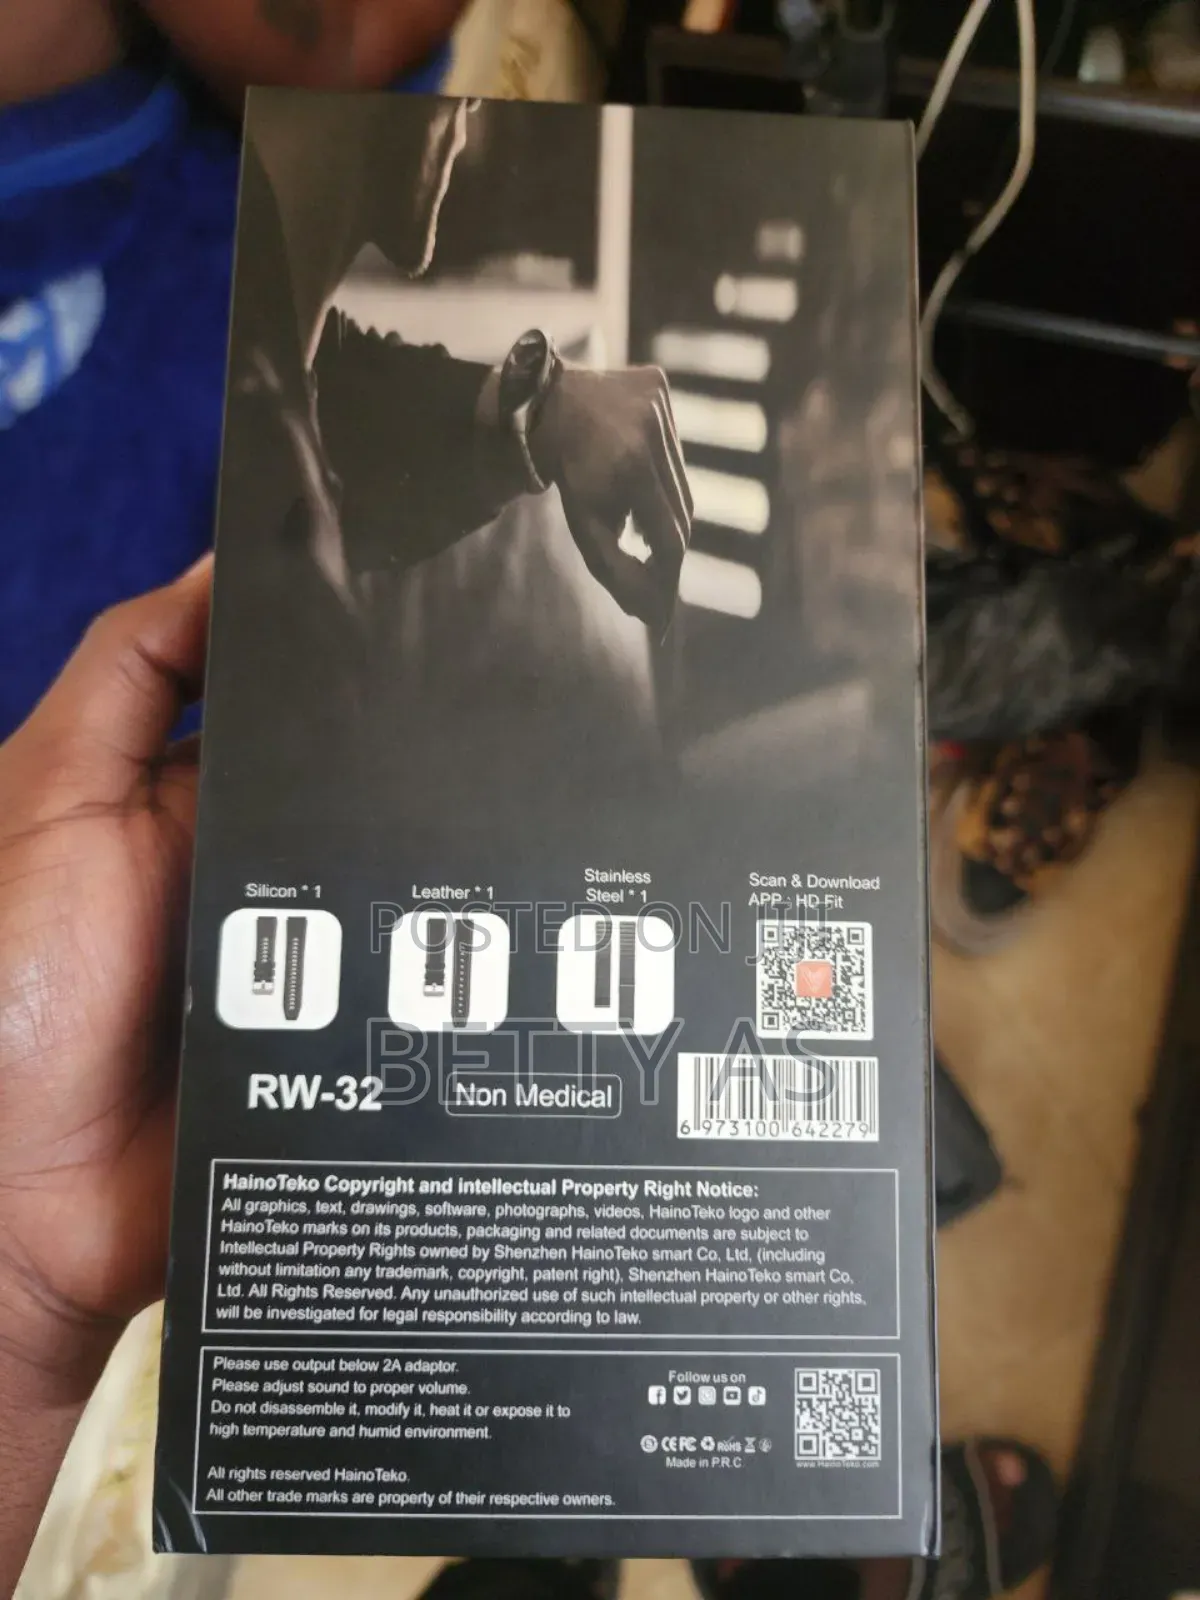 Silicon * 1
Leather * 1
Stainless
Steel * 1
Scan & Download
APP : HD Fit
POSTED ON JIJI
BETTY AS
RW-32
Non Medical
6 973100 642279
HainoTeko Copyright and intellectual Property Right Notice:
All graphics, text, drawings, software, photographs, videos, HainoTeko logo and other
HainoTeko marks on its products, packaging and related documents are subject to
Intellectual Property Rights owned by Shenzhen HainoTeko smart Co, Ltd, (including
without limitation any trademark, copyright, patent right), Shenzhen HainoTeko smart Co,
Ltd. All Rights Reserved. Any unauthorized use of such intellectual property or other rights,
will be investigated for legal responsibility according to law.
Please use output below 2A adaptor.
Please adjust sound to proper volume.
Do not disassemble it, modify it, heat it or expose it to
high temperature and humid environment.
All rights reserved HainoTeko.
All other trade marks are property of their respective owners.
Follow us on
CE FC RoHS
Made in P.R.C
www.HainoTeko.com